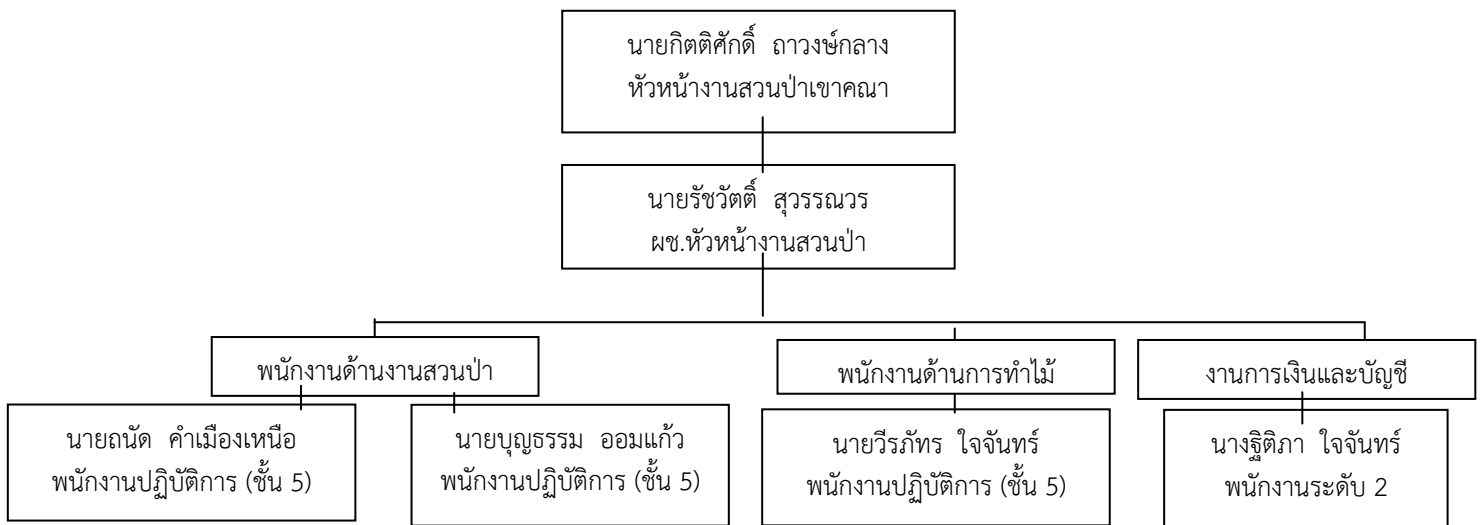 นายกิตติศักดิ์ ถาวงษ์กลาง
หัวหน้างานสวนป่าเขาคณา
นายรัชวัตติ์ สุวรรณวร
ผช.หัวหน้างานสวนป่า
พนักงานด้านงานสวนป่า
พนักงานด้านการทำไม้
งานการเงินและบัญชี
นายถนัด คำเมืองเหนือ
พนักงานปฏิบัติการ (ชั้น 5)
นายบุญธรรม ออมแก้ว
พนักงานปฏิบัติการ (ชั้น 5)
นายวีรภัทร ใจจันทร์
พนักงานปฏิบัติการ (ชั้น 5)
นางฐิติภา ใจจันทร์
พนักงานระดับ 2